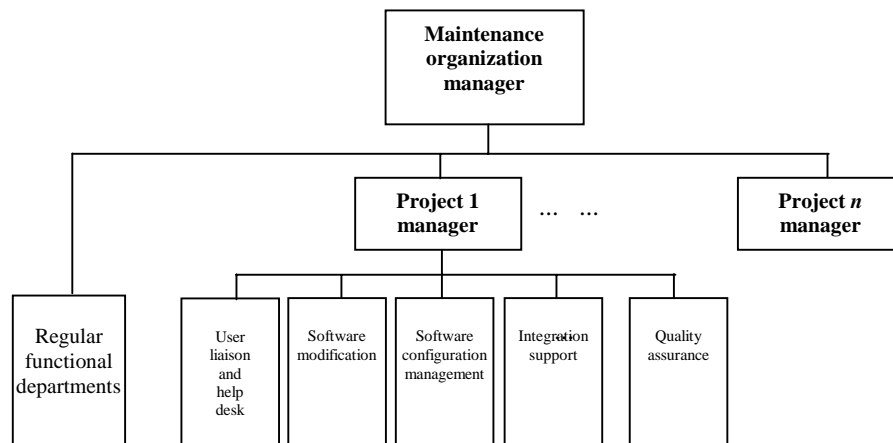 Maintenance
organization
manager
Project 1
manager
... ...
Project n
manager
Regular
functional
departments
User
liaison
and
help
desk
Software
modification
Software
configuration
management
Integration
support
...
Quality
assurance